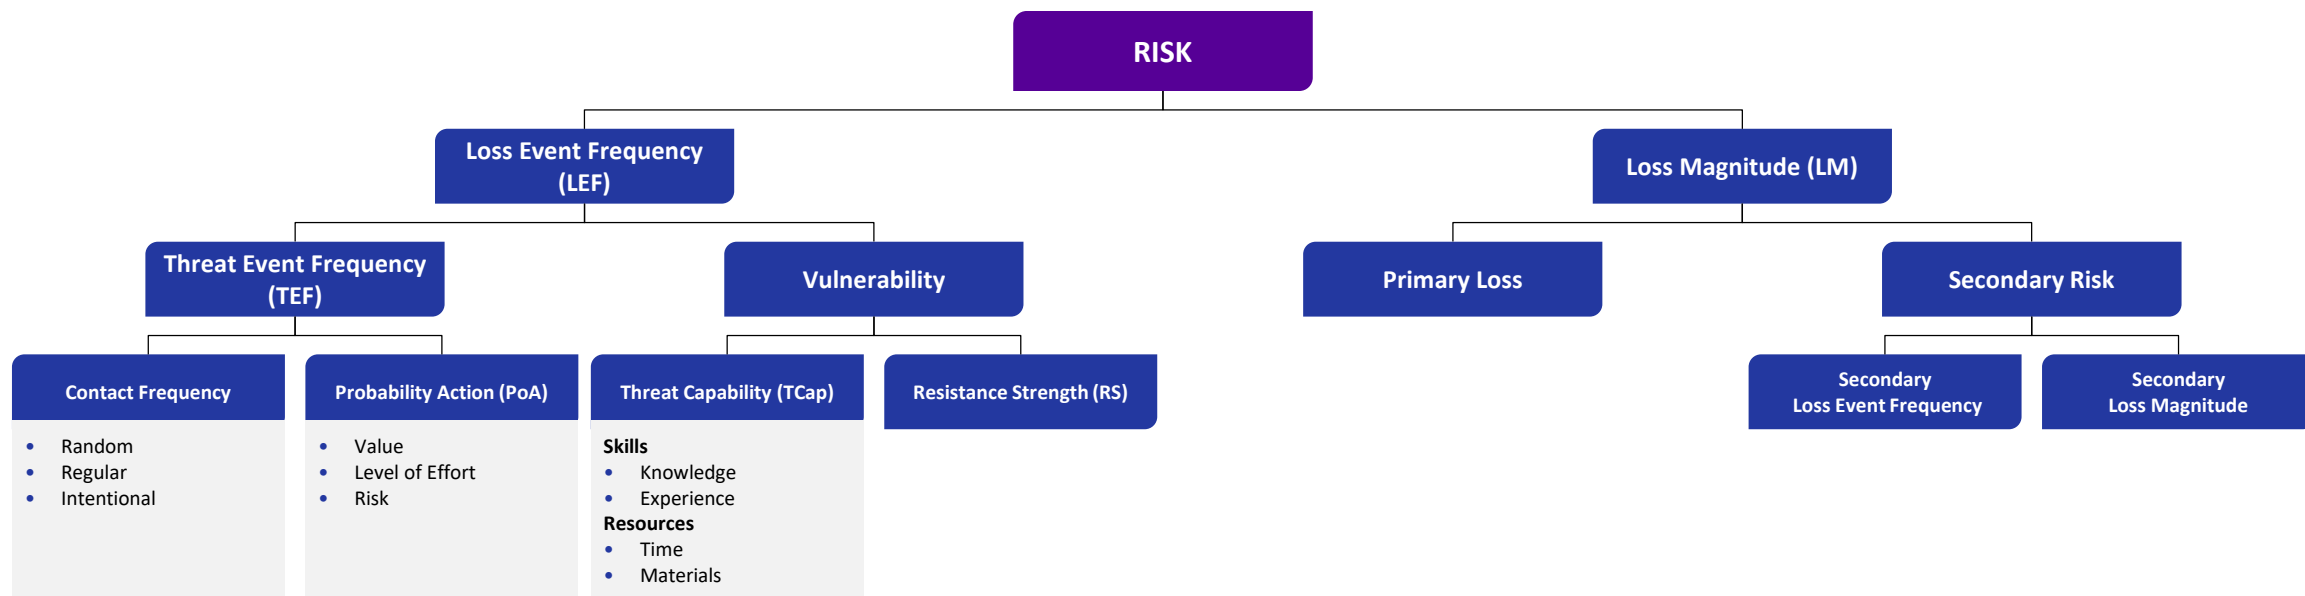 RISK
Loss Event Frequency
(LEF)
Loss Magnitude (LM)
Threat Event Frequency
(TEF)
Vulnerability
Primary Loss
Secondary Risk
Contact Frequency
Probability Action (PoA)
Threat Capability (TCap)
Resistance Strength (RS)
Secondary
Loss Event Frequency
Secondary
Loss Magnitude
• Random
• Regular
• Intentional
• Value
• Level of Effort
• Risk
Skills
• Knowledge
• Experience
Resources
• Time
• Materials